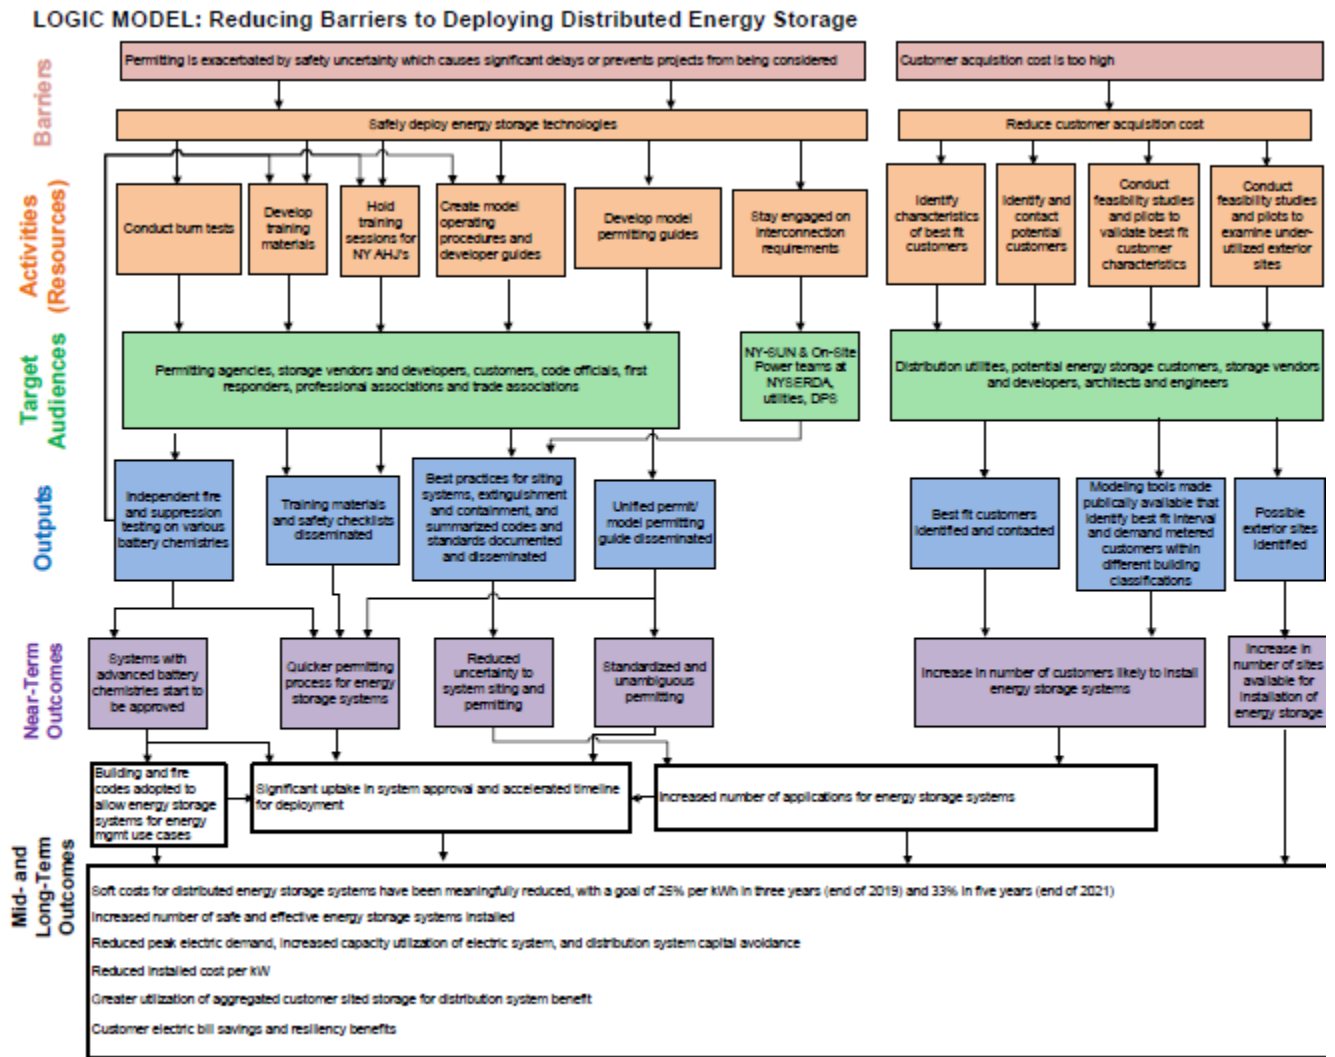 LOGIC MODEL: Reducing Barriers to Deploying Distributed Energy Storage
Barriers
Permitting is exacerbated by safety uncertainty which causes significant delays or prevents projects from being considered
Customer acquisition cost is too high
Safely deploy energy storage technologies
Reduce customer acquisition cost
Activities
(Resources)
Conduct burn tests
Develop
training
materials
Hold
training
sessions for
NY AHJ's
Create model
operating
procedures and
developer guides
Develop model
permitting guides
Stay engaged on
Interconnection
requirements
Identify
characteristics
of best fit
customers
Identify and
contact
potential
customers
Conduct
feasibility studies
and pilots to
validate best fit
customer
characteristics
Conduct
feasibility studies
and pilots to
examine under-
utilized exterior
sites
Target
Audiences
Permitting agencies, storage vendors and developers, customers, code officials, first
responders, professional associations and trade associations
NY-SUN & On-Site
Power teams at
NYSERDA,
utilities, DPS
Distribution utilities, potential energy storage customers, storage vendors
and developers, architects and engineers
Outputs
Independent fire
and suppression
testing on various
battery chemistries
Training materials
and safety checklists
disseminated
Best practices for siting
systems, extinguishment
and containment, and
summarized codes and
standards documented
and disseminated
Unified permit/
model permitting
guide disseminated
Best fit customers
identified and contacted
Modeling tools made
publically available that
identify best fit interval
and demand metered
customers within
different building
classifications
Possible
exterior sites
identified
Near-Term
Outcomes
Systems with
advanced battery
chemistries start to
be approved
Quicker permitting
process for energy
storage systems
Reduced
uncertainty to
system siting and
permitting
Standardized and
unambiguous
permitting
Increase in number of customers likely to install
energy storage systems
Increase in
number of sites
available for
installation of
energy storage
Mid- and
Long-Term
Outcomes
Building and fire
codes adopted to
allow energy storage
systems for energy
mgmt use cases
Significant uptake in system approval and accelerated timeline
for deployment
Increased number of applications for energy storage systems
Soft costs for distributed energy storage systems have been meaningfully reduced, with a goal of 25% per kWh in three years (end of 2019) and 33% in five years (end of 2021)
Increased number of safe and effective energy storage systems installed
Reduced peak electric demand, increased capacity utilization of electric system, and distribution system capital avoidance
Reduced installed cost per kW
Greater utilization of aggregated customer sited storage for distribution system benefit
Customer electric bill savings and resiliency benefits